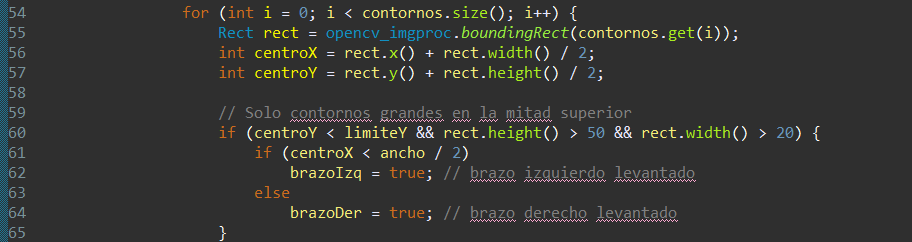 54 for (int i = 0; i < contornos.size(); i++) {
55 Rect rect = opencv_imgproc.boundingRect(contornos.get(i));
56 int centroX = rect.x() + rect.width() / 2;
57 int centroY = rect.y() + rect.height() / 2;
58
59 // Solo contornos grandes en la mitad superior
60 if (centroY < limiteY && rect.height() > 50 && rect.width() > 20) {
61 if (centroX < ancho / 2)
62 brazoIzq = true; // brazo izquierdo levantado
63 else
64 brazoDer = true; // brazo derecho levantado
65 }